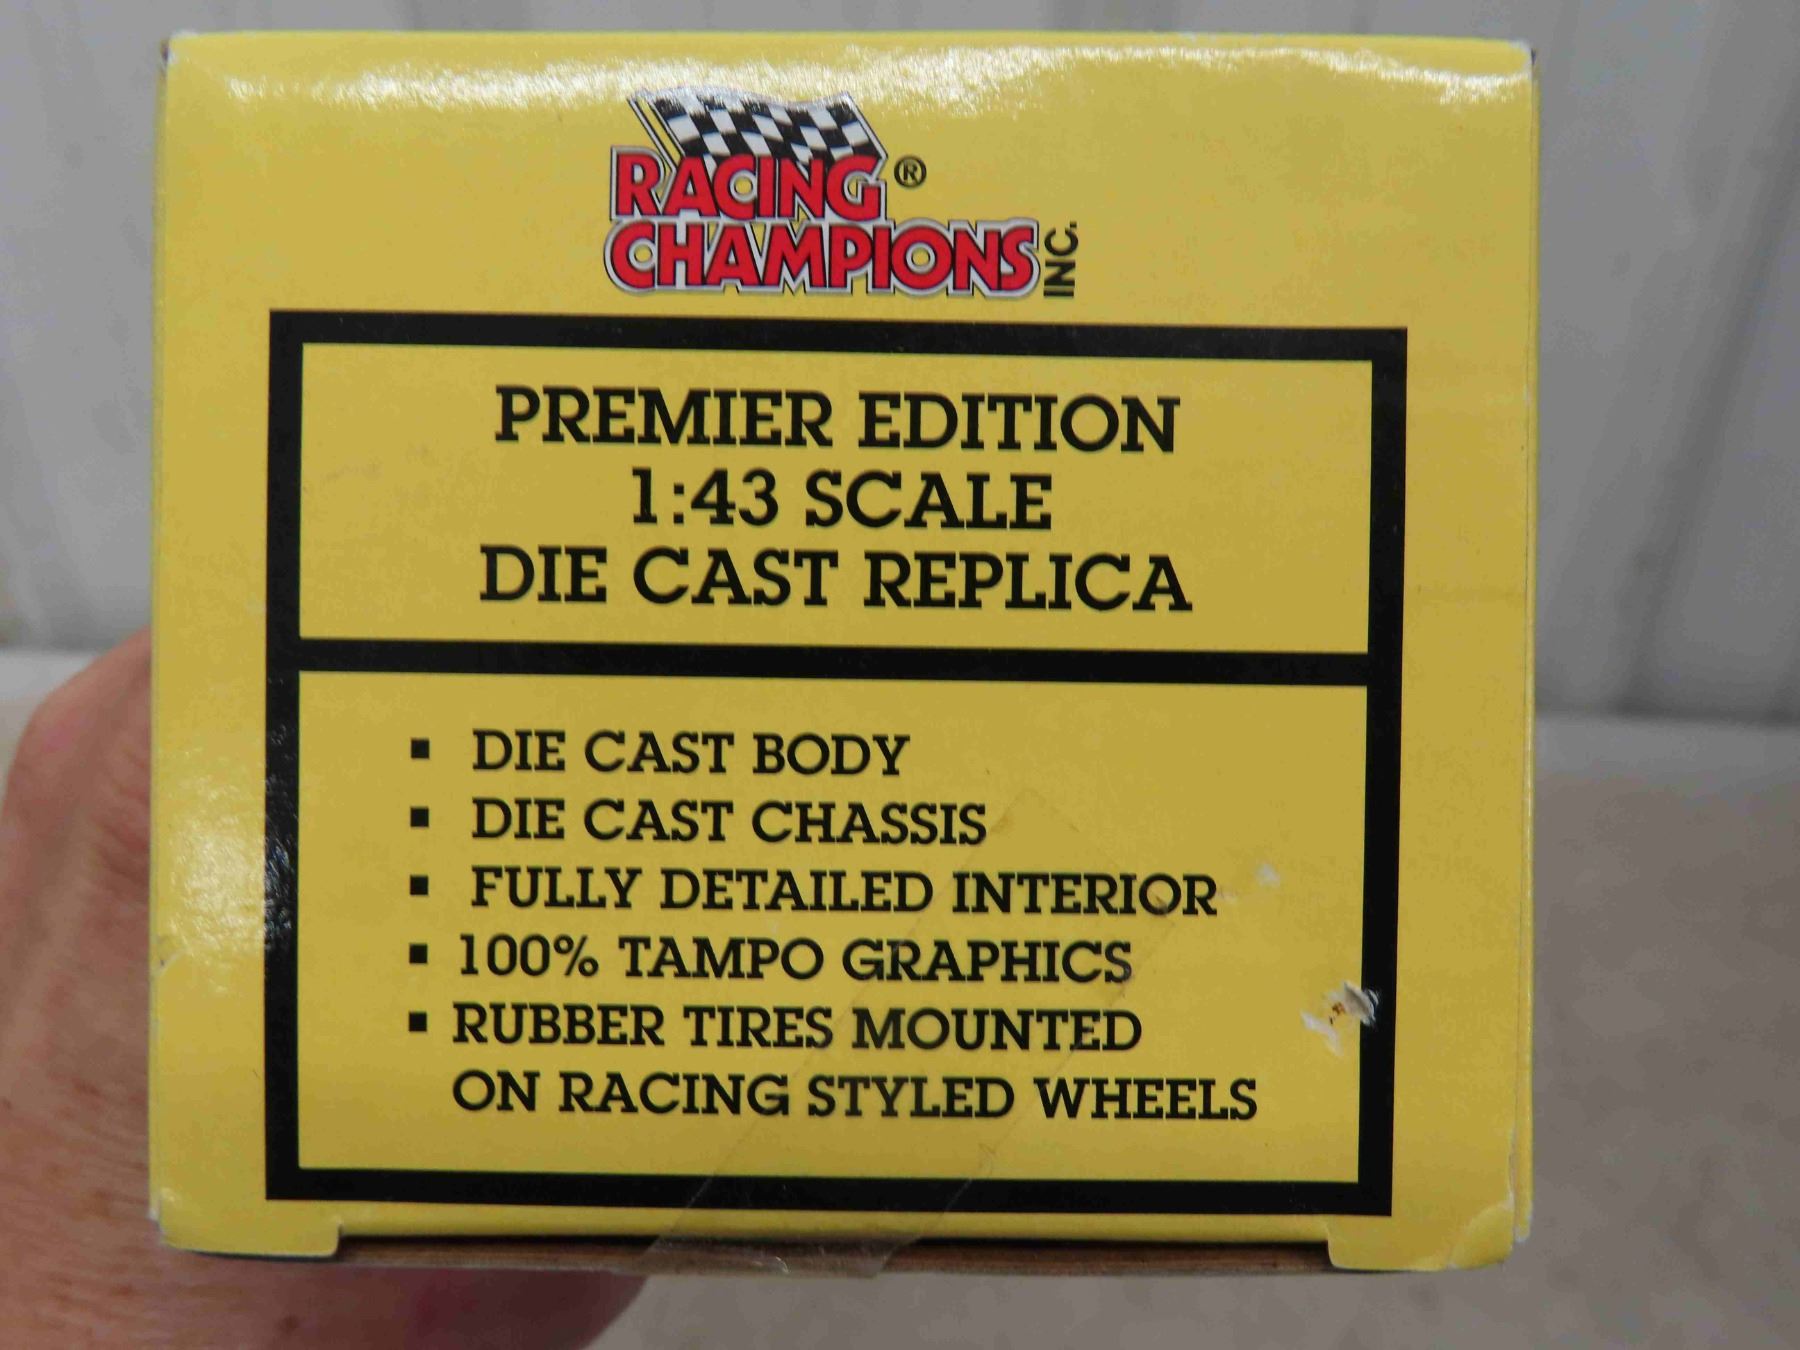 RACING ®
CHAMPIONS INC.
PREMIER EDITION
1:43 SCALE
DIE CAST REPLICA
▪ DIE CAST BODY
▪ DIE CAST CHASSIS
▪ FULLY DETAILED INTERIOR
▪ 100% TAMPO GRAPHICS
▪ RUBBER TIRES MOUNTED
ON RACING STYLED WHEELS